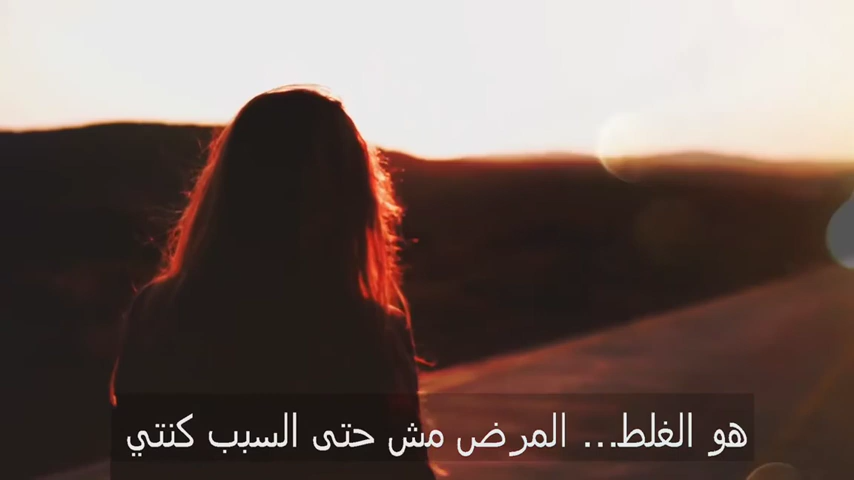 هو الغلط... المرض مش حتى السبب كنتي